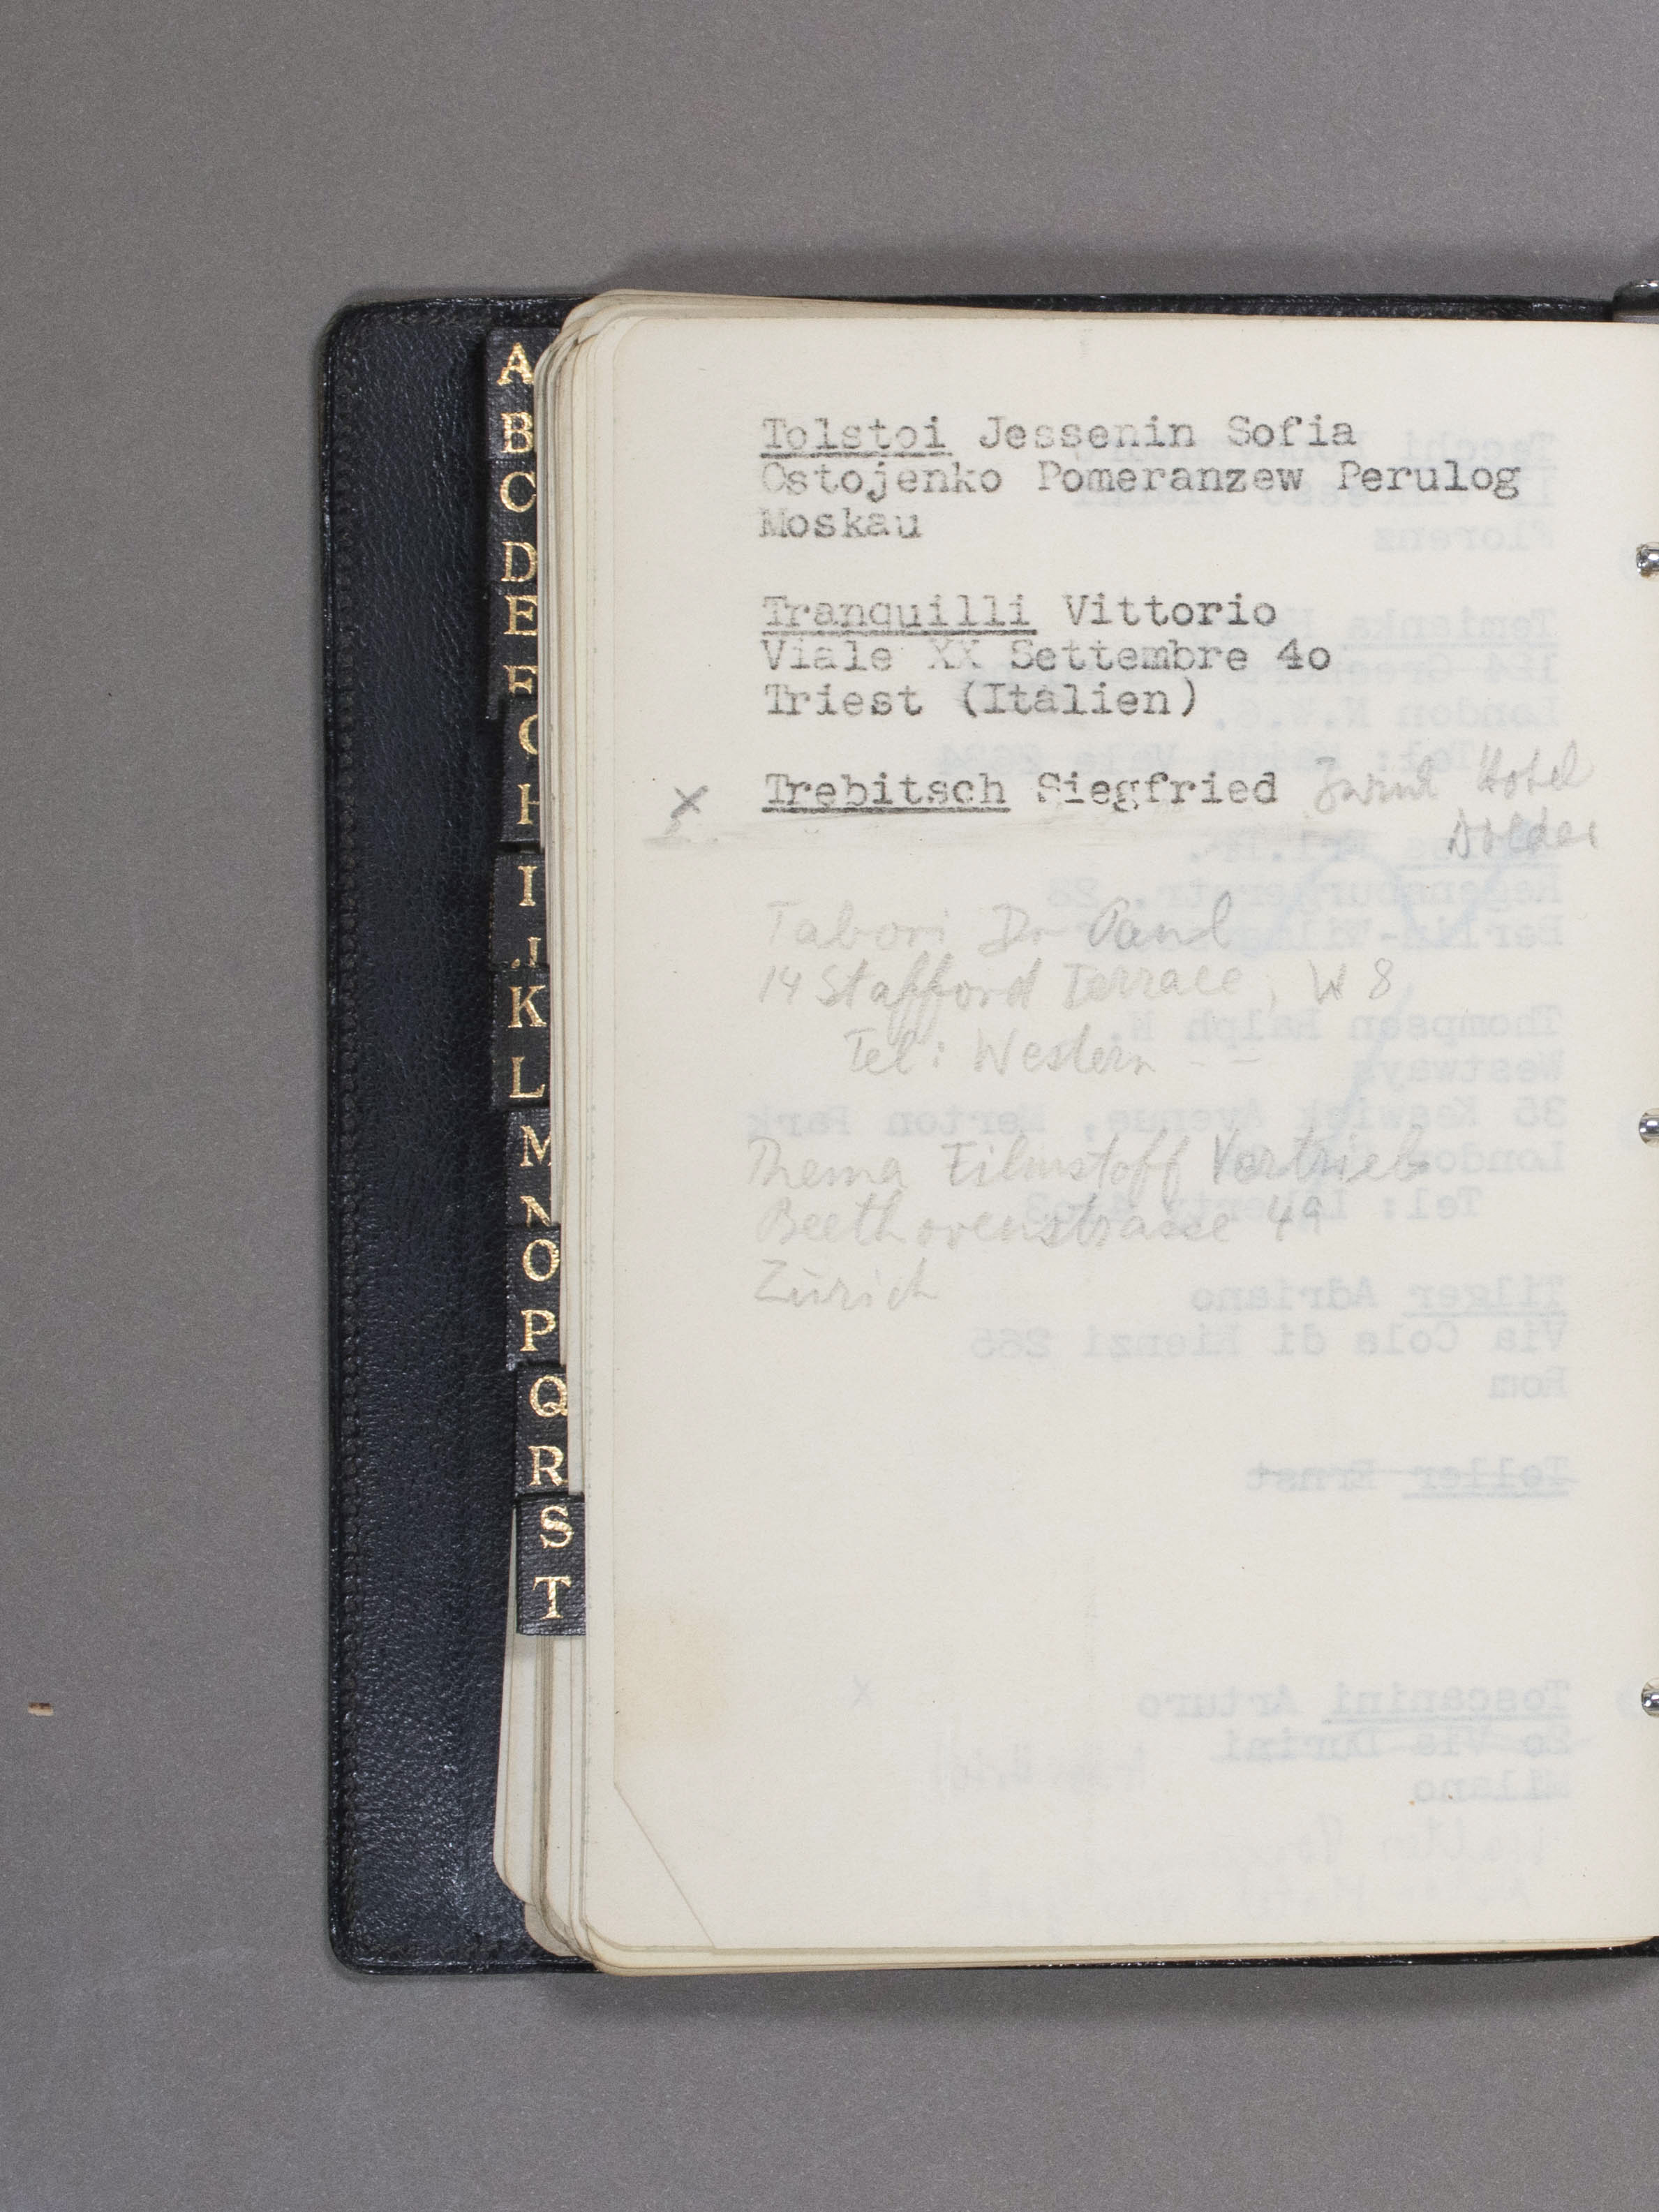 A
B
C
D
E
F
G
H
I
J
K
L
M
N
O
P
Q
R
S
T
Tolstoi Jessenin Sofia
Ostojenko Pomeranzew Perulog
Moskau
Tranquilli Vittorio
Viale XX Settembre 4o
Triest (Italien)
x Trebitsch Siegfried Hotel
Dolder
Tabori Dr Paul
14 Stafford Terrace, W 8
Tel: Western --
Thema Filmstoff Vertrieb
Beethovenstrasse 49
Zürich